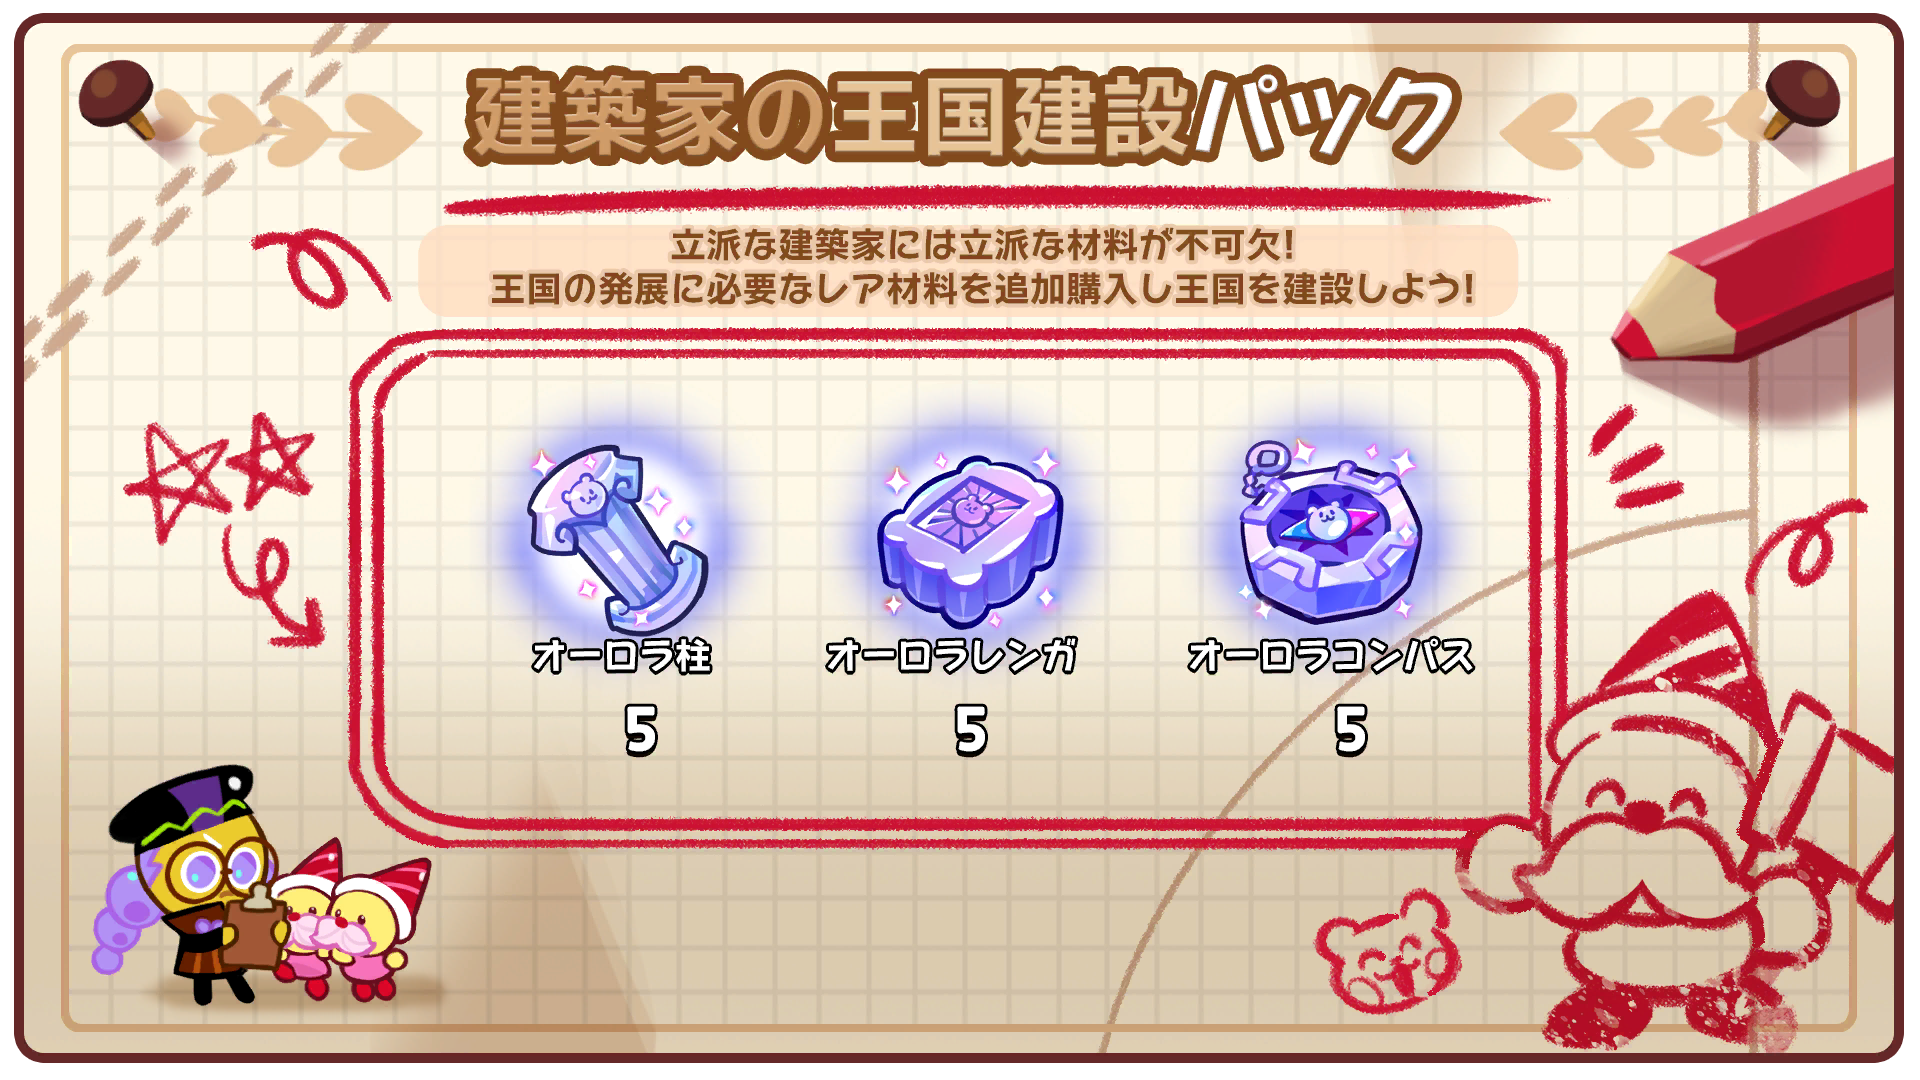 建築家の王国建設パック
立派な建築家には立派な材料が不可欠!
王国の発展に必要なレア材料を追加購入し王国を建設しよう!
オーロラ柱
オーロラレンガ
オーロラコンパス
5
5
5